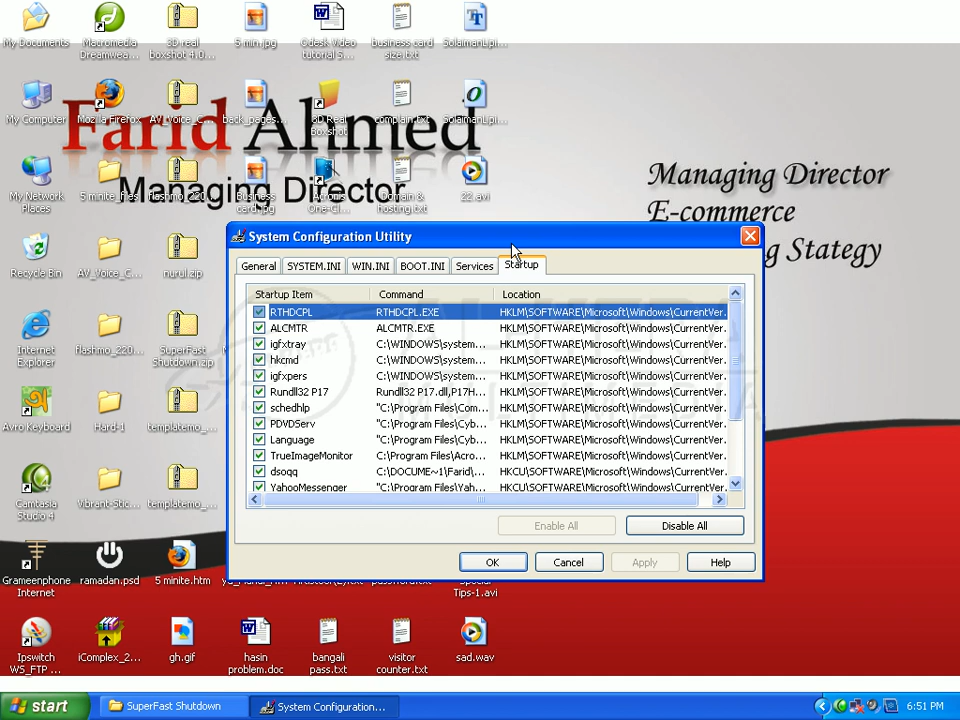 My Documents
Macromedia Dreamwea...
3D real boxshot 4.0...
5 min.jpg
Odesk Video tutorial S...
business card size.txt
SolaimanLipi...
My Computer
Mozilla Firefox
AV_Voice_C...
back_pages...
3D Real Boxshot
complain.txt
SolaimanLipi...
Farid Ahmed
Managing Director
My Network Places
5 minite_files
flashmo_220...
Business card.jpg
Acronis One-Cl...
Domain & hosting.txt
22.avi
Managing Director
E-commerce
Stategy
Recycle Bin
AV_Voice_C...
nurul.zip
Internet Explorer
flashmo_220...
SuperFast Shutdown.zip
Avro Keyboard
Hard-1
templatemo_...
Camtasia Studio 4
Vibrant-Stic...
templatemo_...
Grameenphone Internet
ramadan.psd
5 minite.htm
Special Tips-1.avi
Ipswitch WS_FTP ...
iComplex_2...
gh.gif
hasin problem.doc
bangali pass.txt
visitor counter.txt
sad.wav
System Configuration Utility
General SYSTEM.INI WIN.INI BOOT.INI Services Startup
Startup Item Command Location
RTHDCPL RTHDCPL.EXE HKLM\SOFTWARE\Microsoft\Windows\CurrentVer.
ALCMTR ALCMTR.EXE HKLM\SOFTWARE\Microsoft\Windows\CurrentVer.
igfxtray C:\WINDOWS\system... HKLM\SOFTWARE\Microsoft\Windows\CurrentVer.
hkcmd C:\WINDOWS\system... HKLM\SOFTWARE\Microsoft\Windows\CurrentVer.
igfxpers C:\WINDOWS\system... HKLM\SOFTWARE\Microsoft\Windows\CurrentVer.
Rundll32 P17 Rundll32 P17.dll,P17H... HKLM\SOFTWARE\Microsoft\Windows\CurrentVer.
schedhlp "C:\Program Files\Com... HKLM\SOFTWARE\Microsoft\Windows\CurrentVer.
PDVDServ "C:\Program Files\Cyb... HKLM\SOFTWARE\Microsoft\Windows\CurrentVer.
Language "C:\Program Files\Cyb... HKLM\SOFTWARE\Microsoft\Windows\CurrentVer.
TrueImageMonitor C:\Program Files\Acro... HKLM\SOFTWARE\Microsoft\Windows\CurrentVer.
dsoqq C:\DOCUME~1\Farid\... HKCU\SOFTWARE\Microsoft\Windows\CurrentVer.
YahooMessenger "C:\Program Files\Yah... HKCU\SOFTWARE\Microsoft\Windows\CurrentVer.
Enable All Disable All
OK Cancel Apply Help
start SuperFast Shutdown System Configuration... 6:51 PM